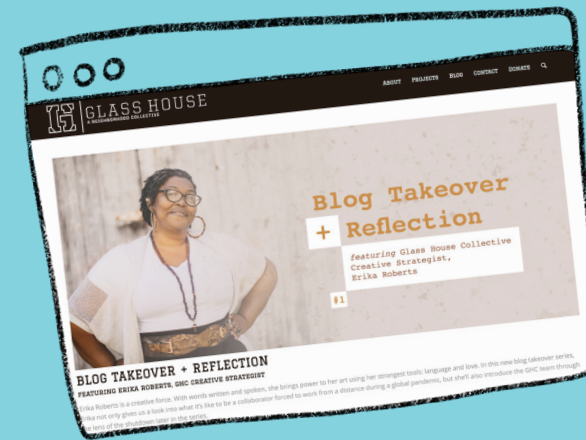 ABOUT PROJECTS BLOG CONTACT DONATE
GH GLASS HOUSE
A NEIGHBORHOOD COLLECTIVE
Blog Takeover
+ Reflection
featuring Glass House Collective
Creative Strategist,
Erika Roberts
#1
BLOG TAKEOVER + REFLECTION
FEATURING ERIKA ROBERTS, GHC CREATIVE STRATEGIST
Erika Roberts is a creative force. With words written and spoken, she brings power to her art using her strongest tools; language and love. In this new blog takeover series,
Erika not only gives us a look into what it's like to be a collaborator forced to work from a distance during a global pandemic, but she'll also introduce the GHC team through
the lens of the shutdown later in the series.